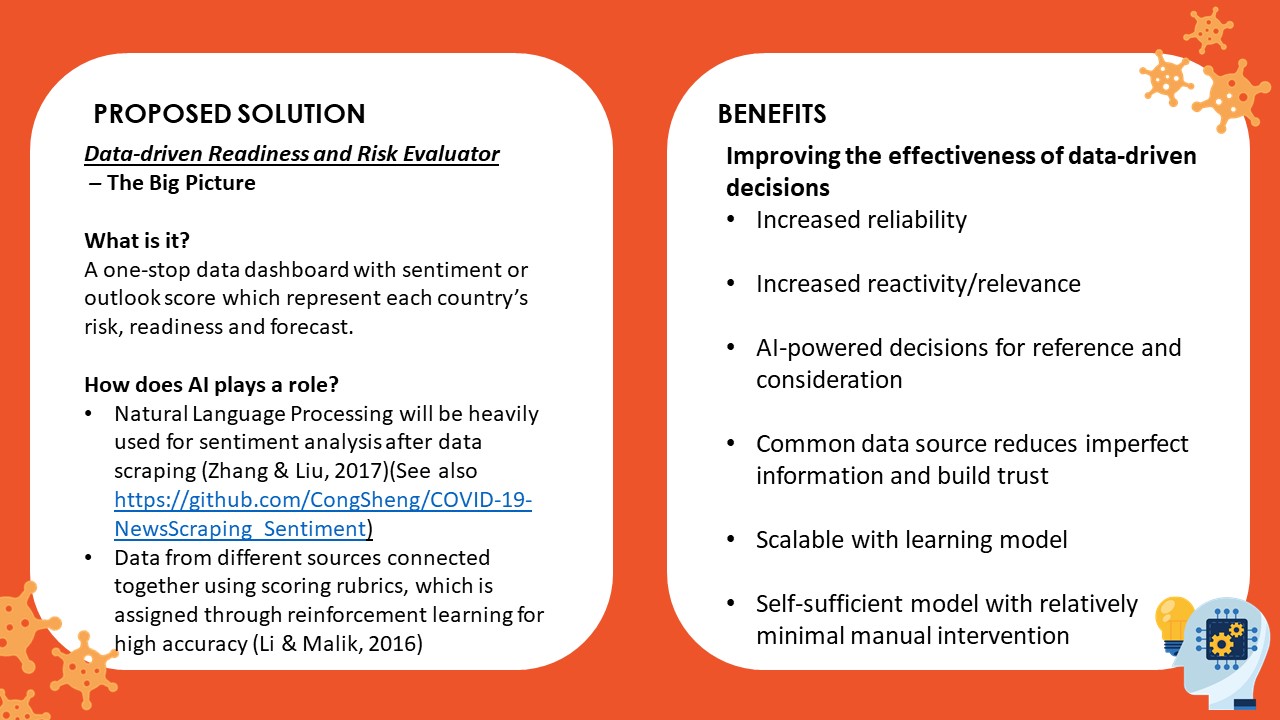 PROPOSED SOLUTION
Data-driven Readiness and Risk Evaluator
– The Big Picture
What is it?
A one-stop data dashboard with sentiment or
outlook score which represent each country's
risk, readiness and forecast.
How does AI plays a role?
• Natural Language Processing will be heavily
used for sentiment analysis after data
scraping (Zhang & Liu, 2017)(See also
https://github.com/CongSheng/COVID-19-
NewsScraping_Sentiment)
• Data from different sources connected
together using scoring rubrics, which is
assigned through reinforcement learning for
high accuracy (Li & Malik, 2016)
BENEFITS
Improving the effectiveness of data-driven
decisions
• Increased reliability
• Increased reactivity/relevance
• AI-powered decisions for reference and
consideration
• Common data source reduces imperfect
information and build trust
• Scalable with learning model
• Self-sufficient model with relatively
minimal manual intervention